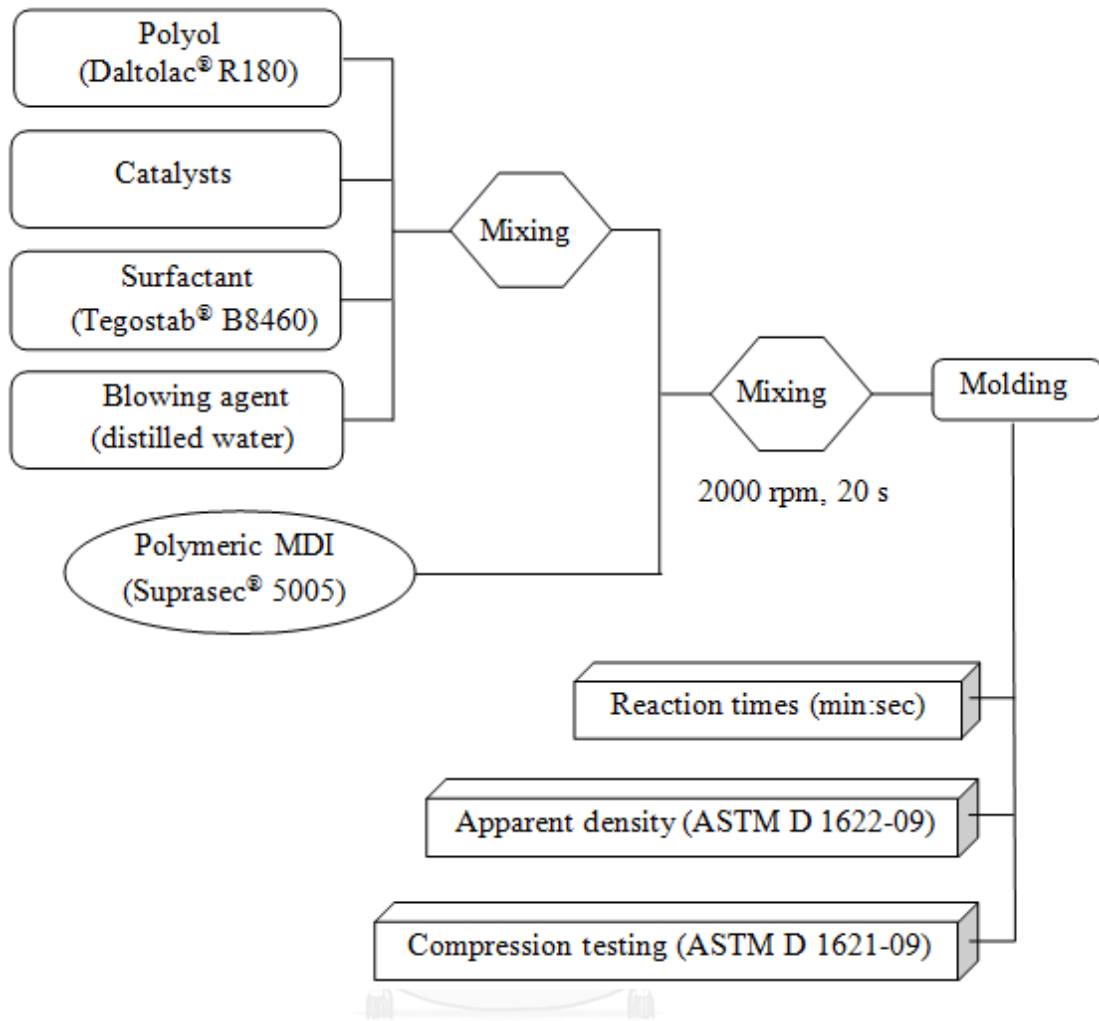 Polyol
(Daltolac® R180)
Catalysts
Surfactant
(Tegostab® B8460)
Blowing agent
(distilled water)
Mixing
Polymeric MDI
(Suprasec® 5005)
Mixing
2000 rpm, 20 s
Molding
Reaction times (min:sec)
Apparent density (ASTM D 1622-09)
Compression testing (ASTM D 1621-09)